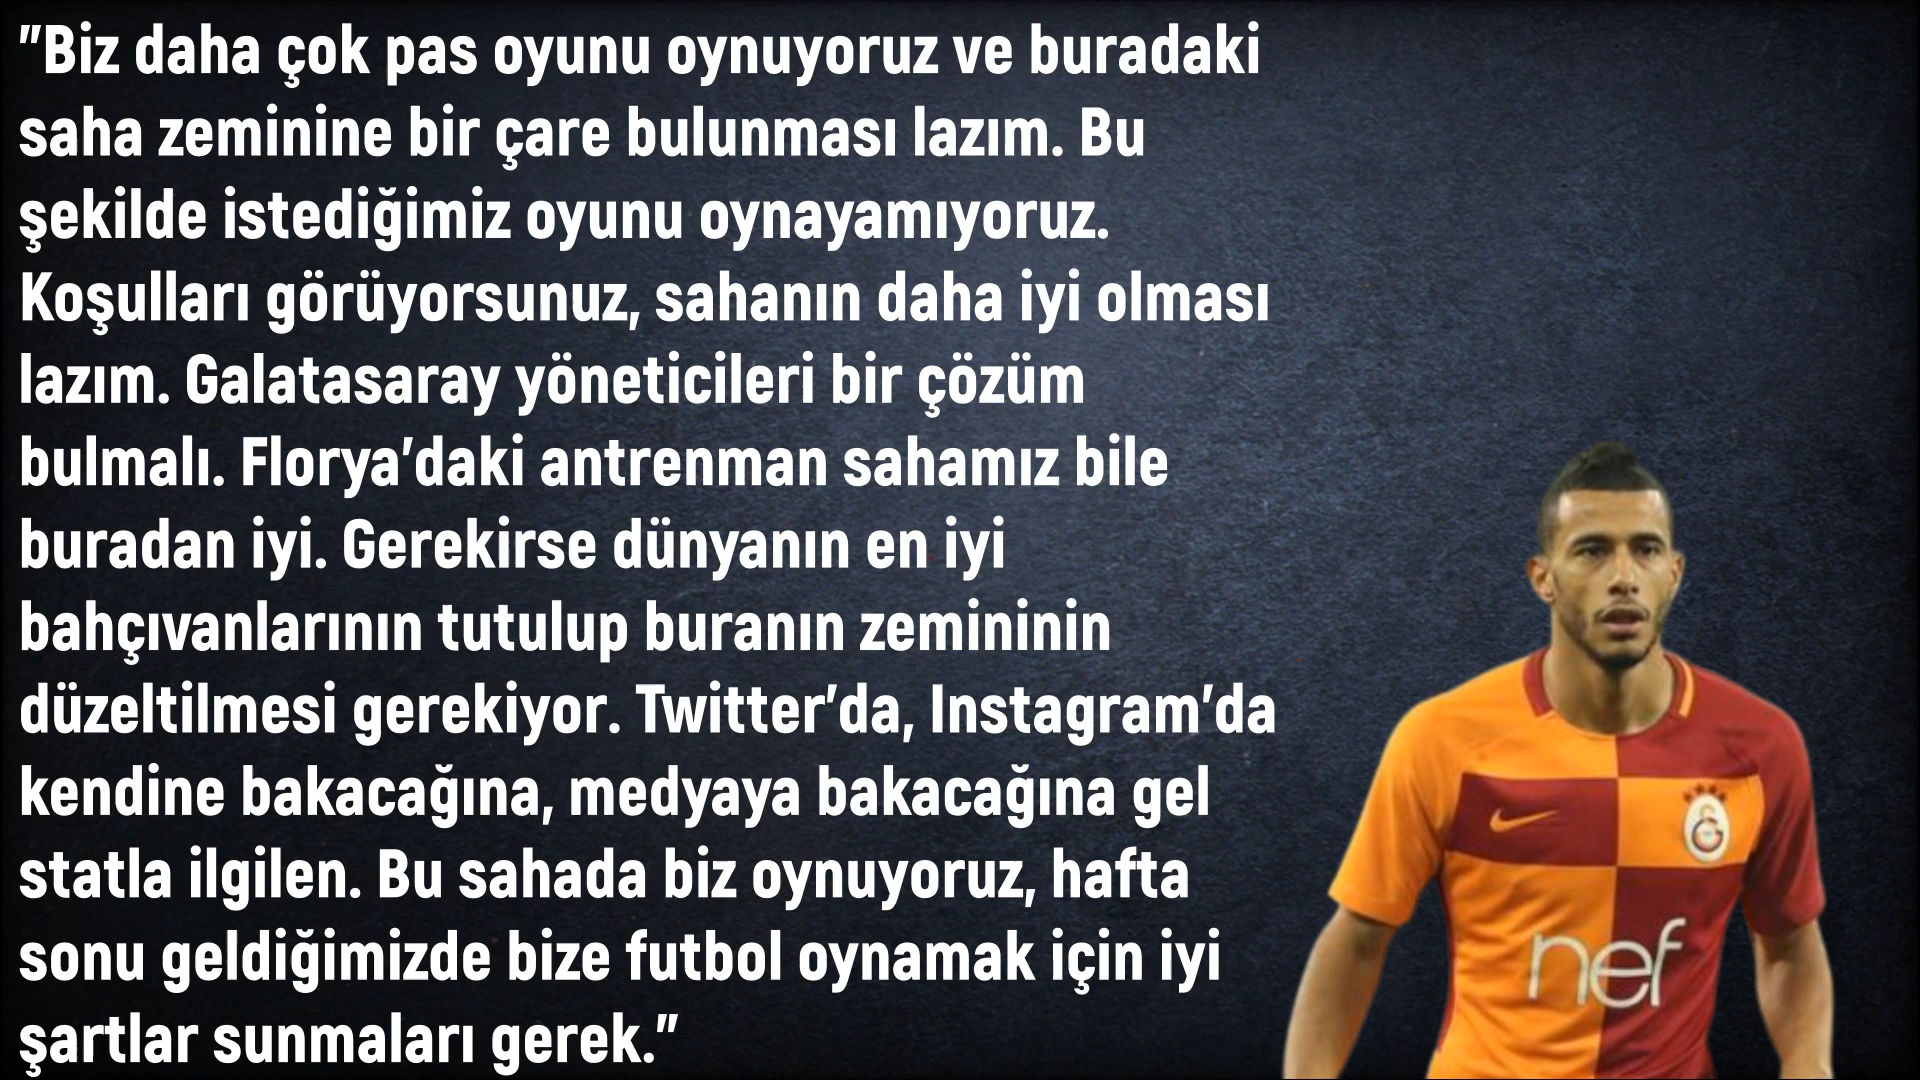 "Biz daha çok pas oyunu oynuyoruz ve buradaki
saha zeminine bir çare bulunması lazım. Bu
şekilde istediğimiz oyunu oynayamıyoruz.
Koşulları görüyorsunuz, sahanın daha iyi olması
lazım. Galatasaray yöneticileri bir çözüm
bulmalı. Florya'daki antrenman sahamız bile
buradan iyi. Gerekirse dünyanın en iyi
bahçıvanlarının tutulup buranın zemininin
düzeltilmesi gerekiyor. Twitter'da, Instagram'da
kendine bakacağına, medyaya bakacağına gel
statla ilgilen. Bu sahada biz oynuyoruz, hafta
sonu geldiğimizde bize futbol oynamak için iyi
şartlar sunmaları gerek."
nef